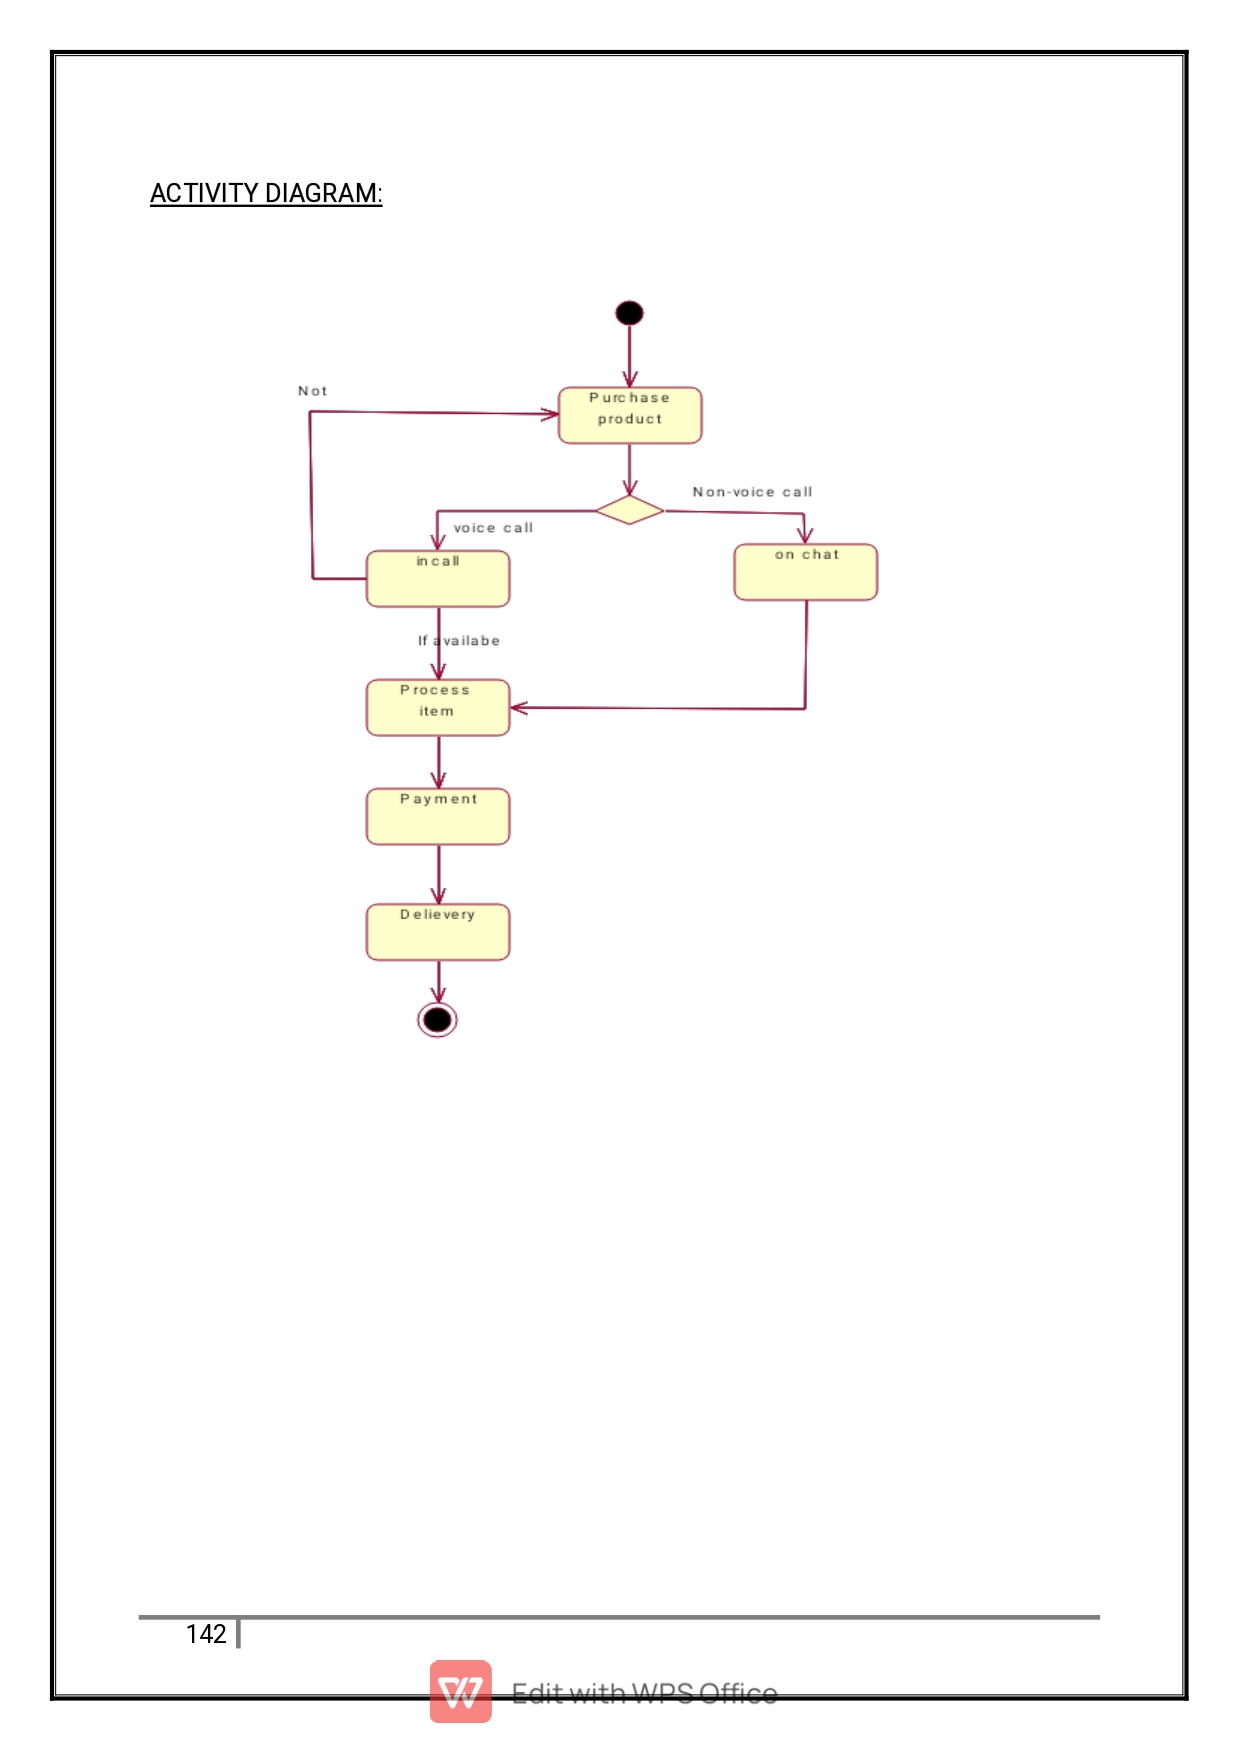 ACTIVITY DIAGRAM:
Not
Purchase
product
Non-voice call
voice call
in call
on chat
If availabe
Process
item
Payment
Delievery
142
Edit with WPS Office